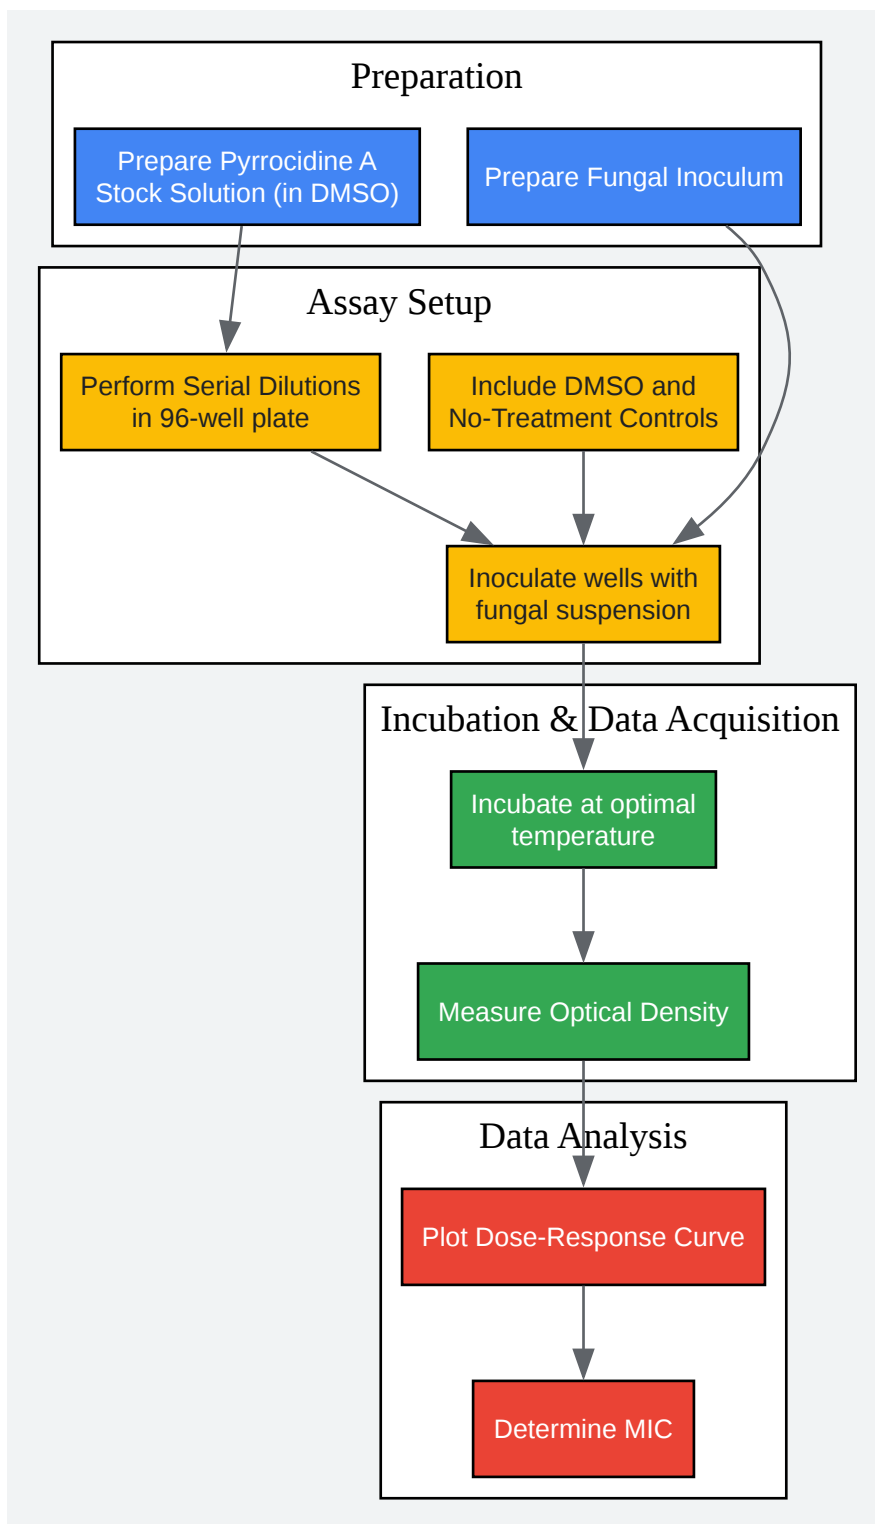 Preparation
Prepare Pyrrocidine A
Stock Solution (in DMSO)
Prepare Fungal Inoculum
Assay Setup
Perform Serial Dilutions
in 96-well plate
Include DMSO and
No-Treatment Controls
Inoculate wells with
fungal suspension
Incubation & Data Acquisition
Incubate at optimal
temperature
Measure Optical Density
Data Analysis
Plot Dose-Response Curve
Determine MIC